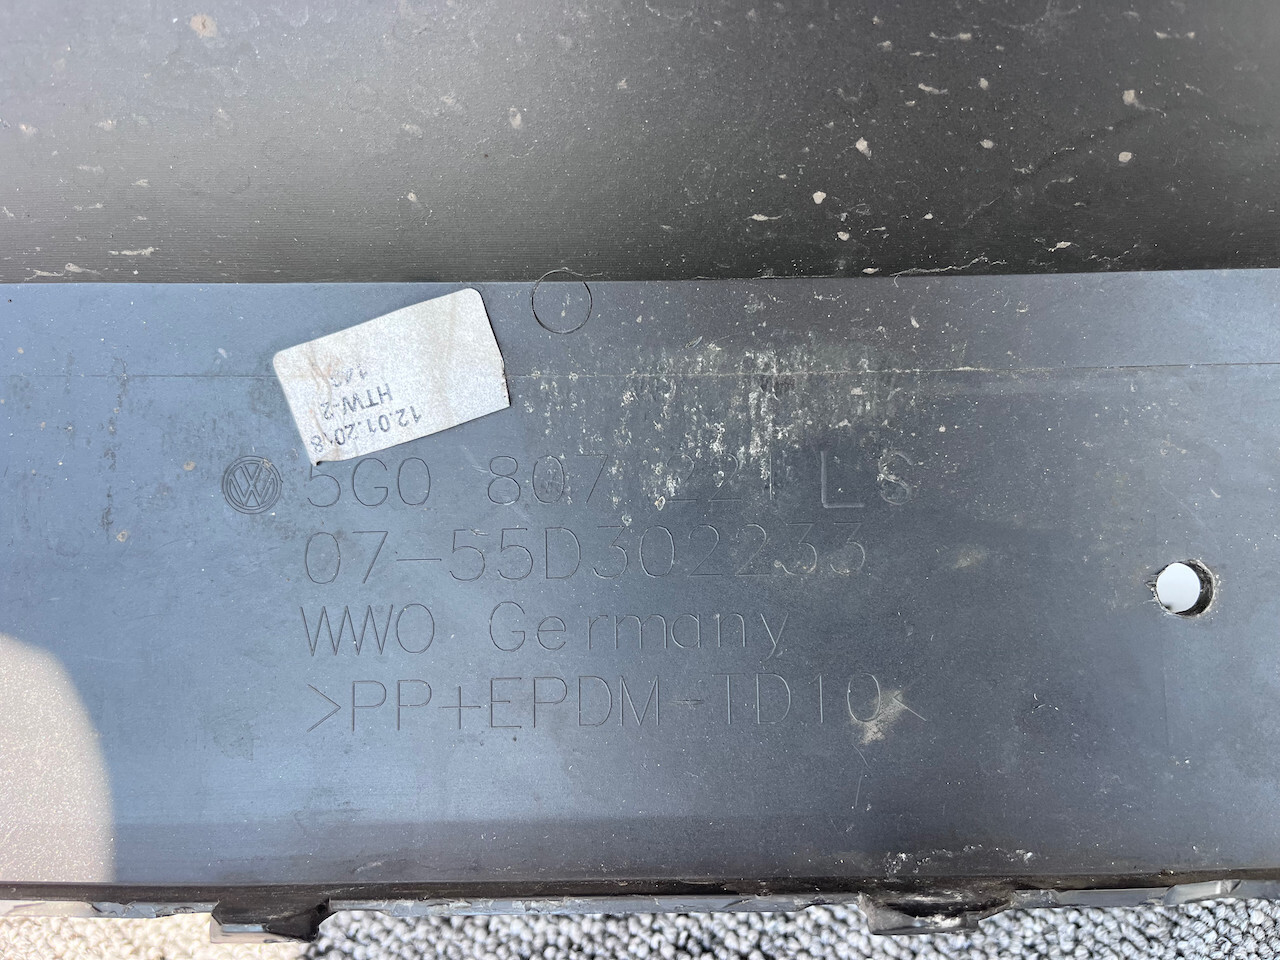 12.01.2018
HTW-2
5G0 807 221 LS
07-55D302233
WWO Germany
>PP+EPDM-TD10<